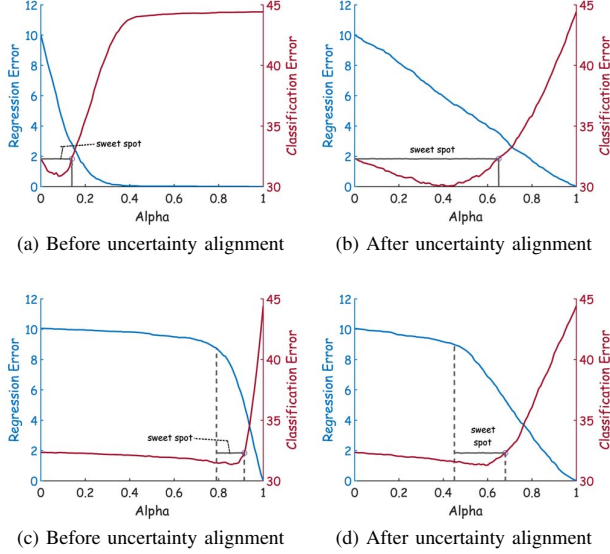 12
10
8
6
4
2
0
Regression Error
45
40
35
30
Classification Error
sweet spot
0 0.2 0.4 0.6 0.8 1
Alpha
(a) Before uncertainty alignment
12
10
8
6
4
2
0
Regression Error
45
40
35
30
Classification Error
sweet spot
0 0.2 0.4 0.6 0.8 1
Alpha
(b) After uncertainty alignment
12
10
8
6
4
2
0
Regression Error
45
40
35
30
Classification Error
sweet spot
0 0.2 0.4 0.6 0.8 1
Alpha
(c) Before uncertainty alignment
12
10
8
6
4
2
0
Regression Error
45
40
35
30
Classification Error
sweet
spot
0 0.2 0.4 0.6 0.8 1
Alpha
(d) After uncertainty alignment